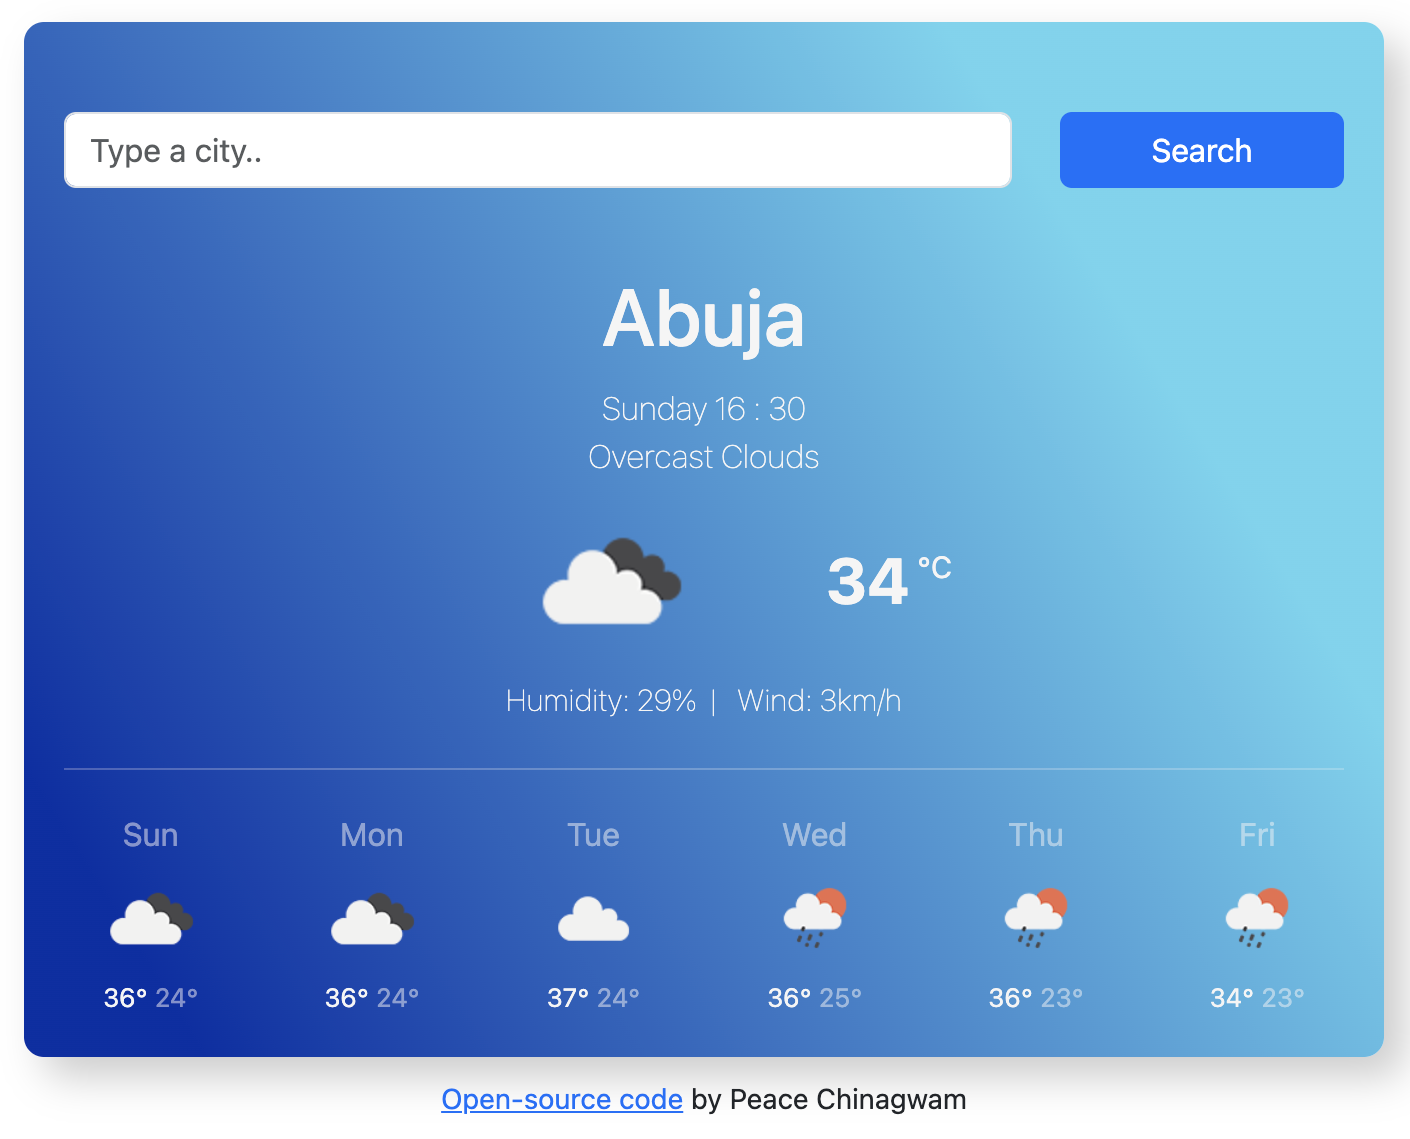 Type a city..
Search
Abuja
Sunday 16 : 30
Overcast Clouds
34 °C
Humidity: 29% | Wind: 3km/h
Sun Mon Tue Wed Thu Fri
36° 24° 36° 24° 37° 24° 36° 25° 36° 23° 34° 23°
Open-source code by Peace Chinagwam